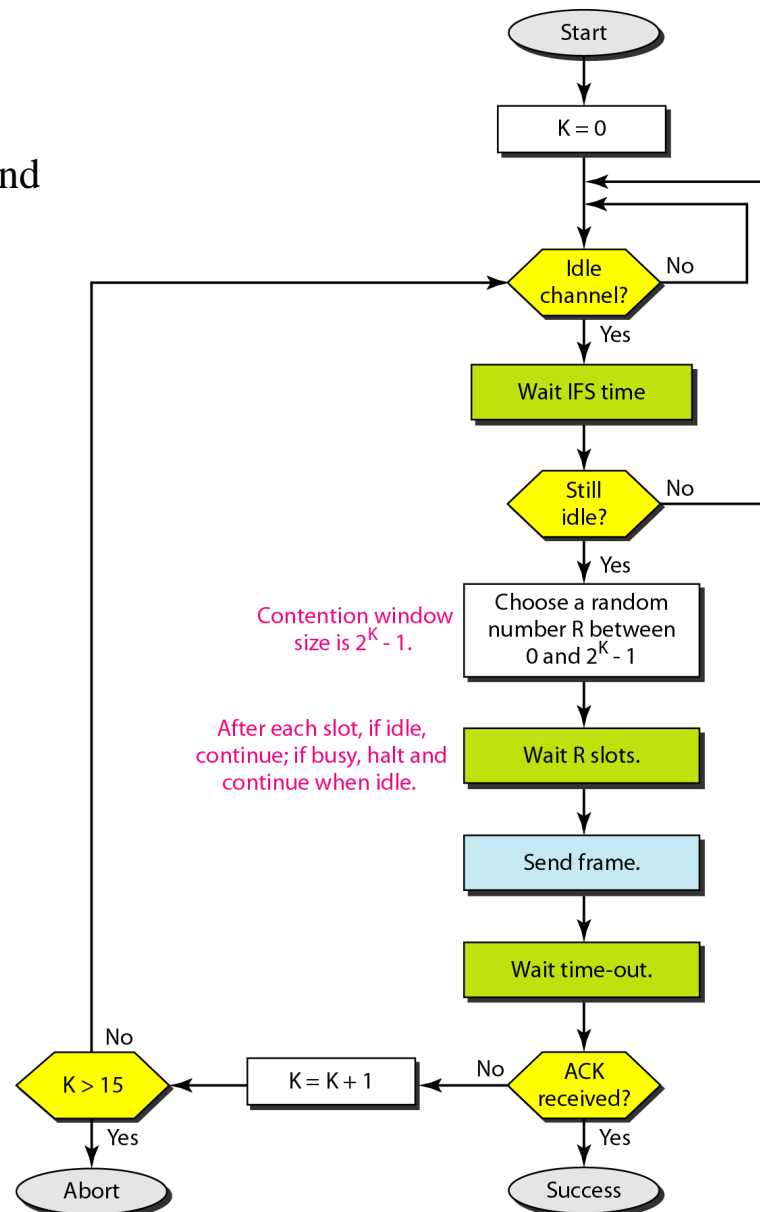 Start
K = 0
nd
Idle
channel?
No
Yes
Wait IFS time
Still
idle?
No
Yes
Contention window
size is 2^K - 1.
Choose a random
number R between
0 and 2^K - 1
After each slot, if idle,
continue; if busy, halt and
continue when idle.
Wait R slots.
Send frame.
Wait time-out.
ACK
received?
No
Yes
K = K + 1
K > 15
No
Yes
Abort
Success